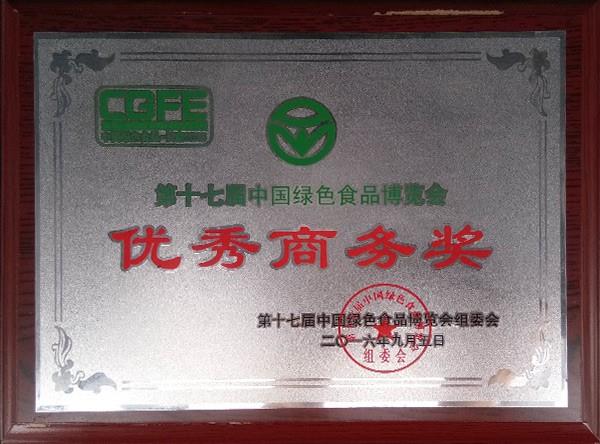 CGFE
第十七届中国绿色食品博览会
优秀商务奖
第十七届中国绿色食品博览会组委会
二〇一六年九月五日
组委会